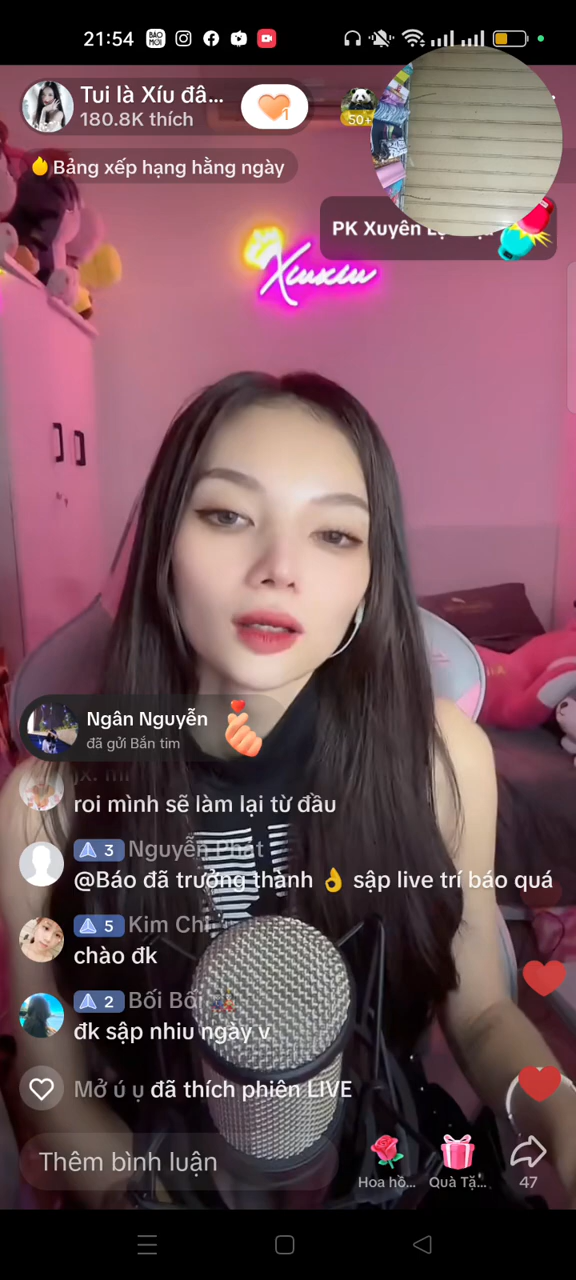 21:54
BÁO MỚI
Tui là Xíu đâ...
180.8K thích
1
50+
Bảng xếp hạng hằng ngày
PK Xuyên
Xiuxiu
Ngân Nguyễn
đã gửi Bắn tim
roi mình sẽ làm lại từ đầu
3 Nguyễn Phát
@Báo đã trưởng thành 👌 sập live trí báo quá
5 Kim Chi
chào đk
2 Bối Bối
đk sập nhiu ngày v
Mở ú ụ đã thích phiên LIVE
Thêm bình luận
Hoa hồ...
Quà Tặ...
47